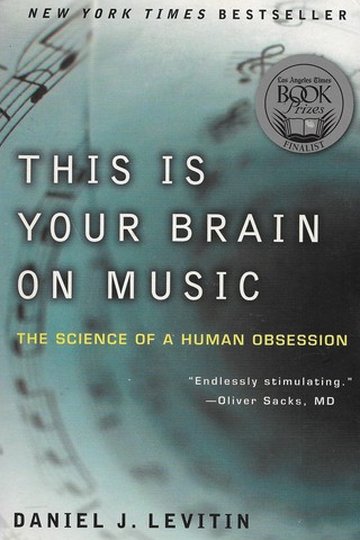 NEW YORK TIMES BESTSELLER
Los Angeles Times
BOOK
Prizes
FINALIST
THIS IS
YOUR BRAIN
ON MUSIC
THE SCIENCE OF A HUMAN OBSESSION
"Endlessly stimulating."
—Oliver Sacks, MD
DANIEL J. LEVITIN